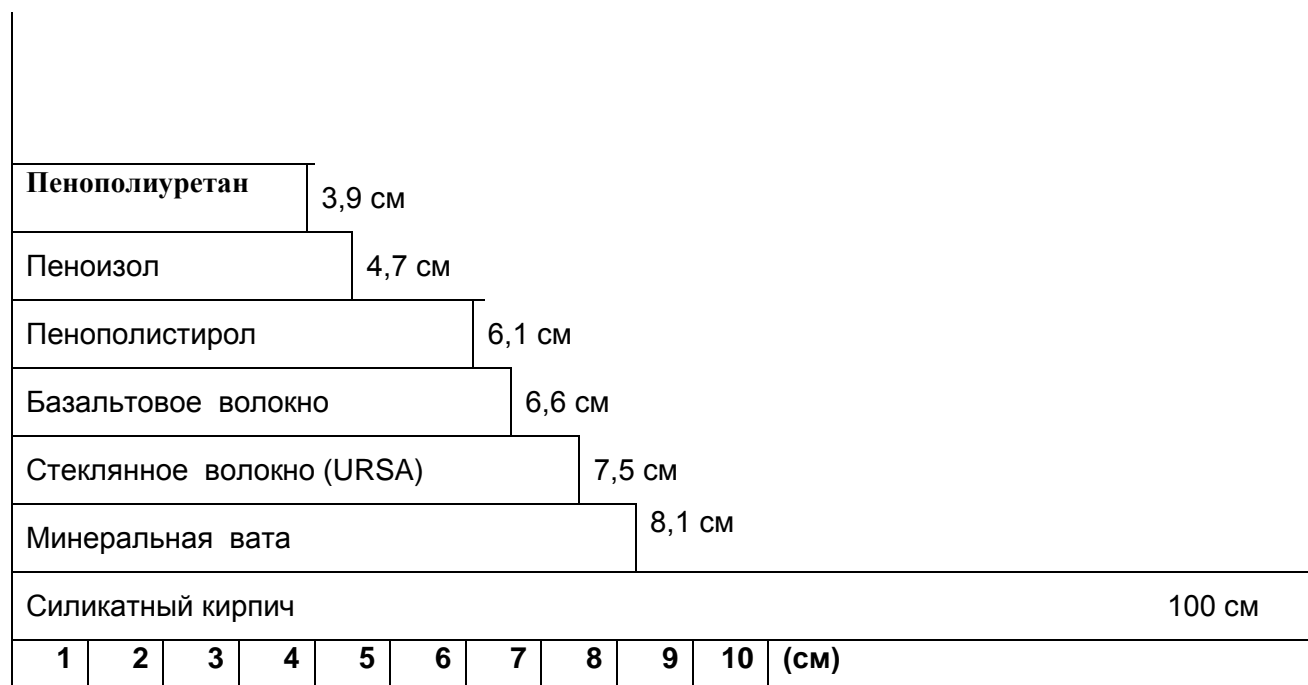 Пенополиуретан 3,9 см
Пеноизол 4,7 см
Пенополистирол 6,1 см
Базальтовое волокно 6,6 см
Стеклянное волокно (URSA) 7,5 см
Минеральная вата 8,1 см
Силикатный кирпич 100 см
1 2 3 4 5 6 7 8 9 10 (см)